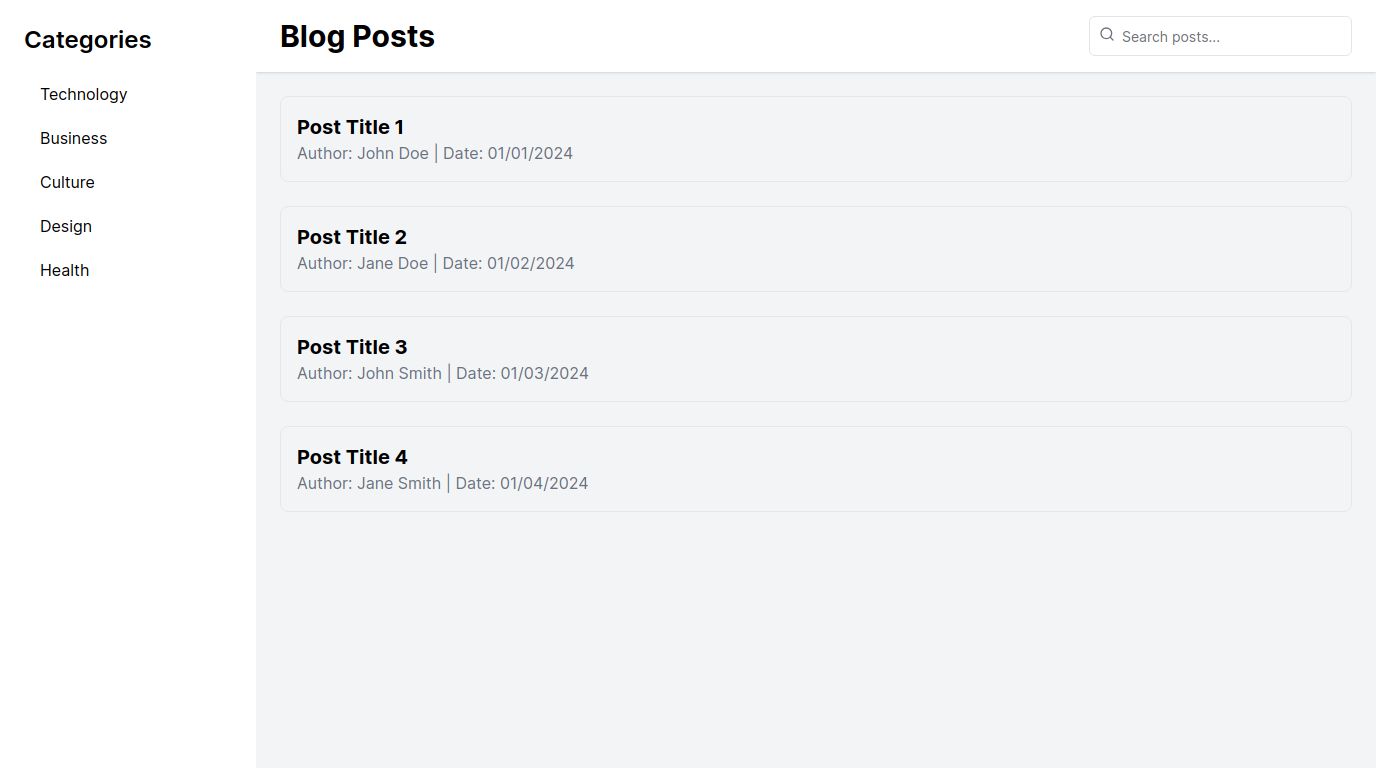 Categories
Technology
Business
Culture
Design
Health
Blog Posts
Search posts...
Post Title 1
Author: John Doe | Date: 01/01/2024
Post Title 2
Author: Jane Doe | Date: 01/02/2024
Post Title 3
Author: John Smith | Date: 01/03/2024
Post Title 4
Author: Jane Smith | Date: 01/04/2024